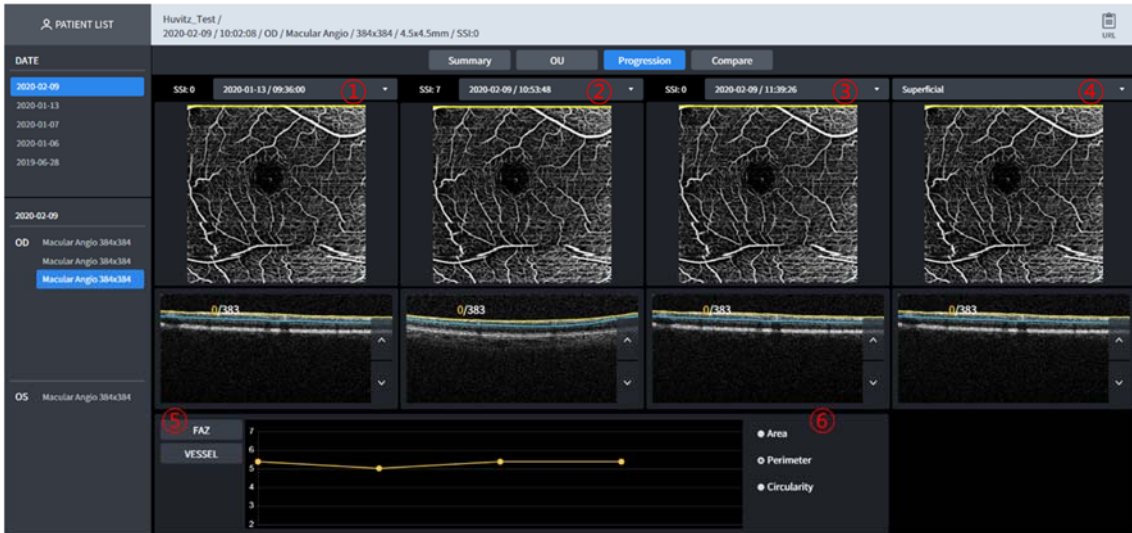 PATIENT LIST
Huvitz_Test /
2020-02-09 / 10:02:08 / OD / Macular Angio / 384x384 / 4.5x4.5mm / SSI:0
URL
DATE
2020-02-09
2020-01-13
2020-01-07
2020-01-06
2019-06-28
2020-02-09
OD Macular Angio 384x384
Macular Angio 384x384
Macular Angio 384x384
OS Macular Angio 384x384
Summary OU Progression Compare
SSI: 0 2020-01-13 / 09:36:00 ①
SSI: 7 2020-02-09 / 10:53:48 ②
SSI: 0 2020-02-09 / 11:39:26 ③
Superficial ④
0/383
0/383
0/383
0/383
⑤
FAZ
VESSEL
7
6
5
4
3
2
⑥
Area
Perimeter
Circularity